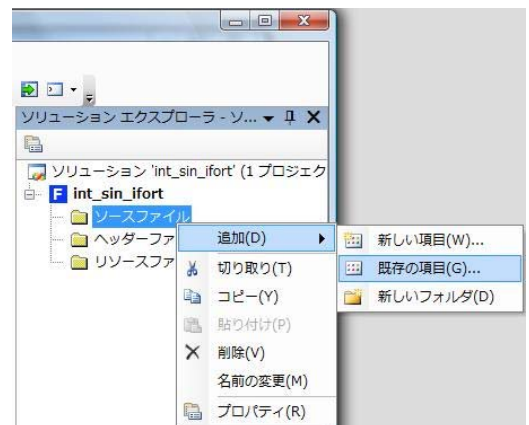 ソリューション エクスプローラ - ソ...
ソリューション 'int_sin_ifort' (1 プロジェク
F int_sin_ifort
ソースファイル
ヘッダーファ
リソースファ
追加(D)
切り取り(T)
コピー(Y)
貼り付け(P)
削除(V)
名前の変更(M)
プロパティ(R)
新しい項目(W)...
既存の項目(G)...
新しいフォルダ(D)